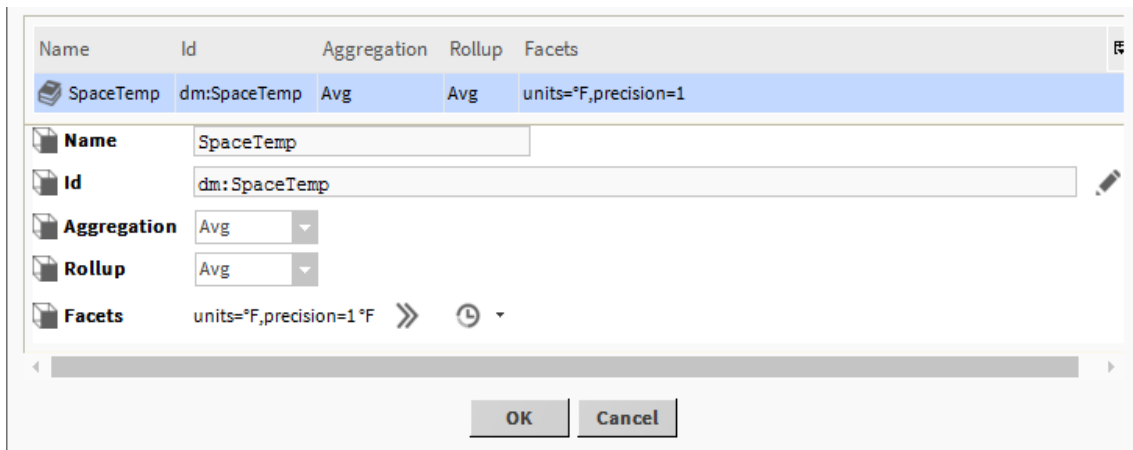 Name Id Aggregation Rollup Facets
SpaceTemp dm:SpaceTemp Avg Avg units=°F,precision=1
Name SpaceTemp
Id dm:SpaceTemp
Aggregation Avg
Rollup Avg
Facets units=°F,precision=1 °F
OK Cancel